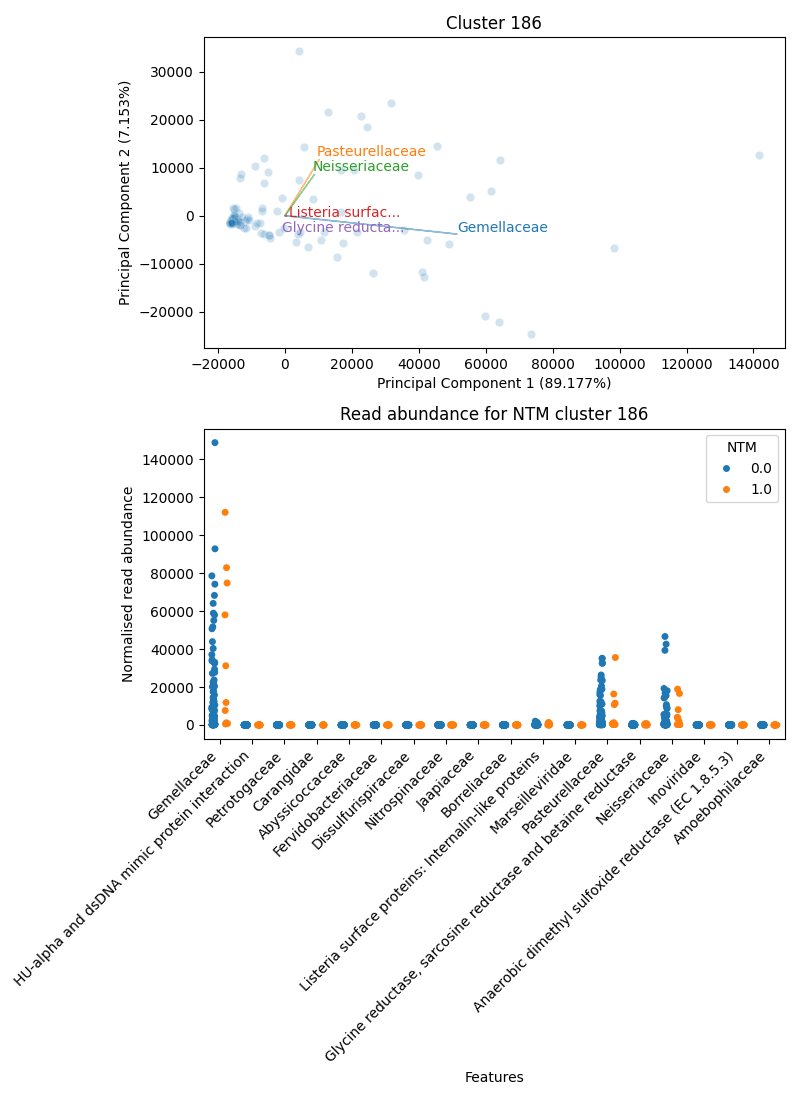 Cluster 186
Principal Component 2 (7.153%)
30000
20000
10000
0
−10000
−20000
Pasteurellaceae
Neisseriaceae
Listeria surfac...
Glycine reducta...
Gemellaceae
−20000 0 20000 40000 60000 80000 100000 120000 140000
Principal Component 1 (89.177%)
Read abundance for NTM cluster 186
Normalised read abundance
140000
120000
100000
80000
60000
40000
20000
0
NTM
0.0
1.0
Gemellaceae
HU-alpha and dsDNA mimic protein interaction
Petrotogaceae
Carangidae
Abyssicoccaceae
Fervidobacteriaceae
Dissulfurispiraceae
Nitrospinaceae
Jaapiaceae
Borreliaceae
Listeria surface proteins: Internalin-like proteins
Marseilleviridae
Pasteurellaceae
Glycine reductase, sarcosine reductase and betaine reductase
Neisseriaceae
Inoviridae
Anaerobic dimethyl sulfoxide reductase (EC 1.8.5.3)
Amoebophilaceae
Features